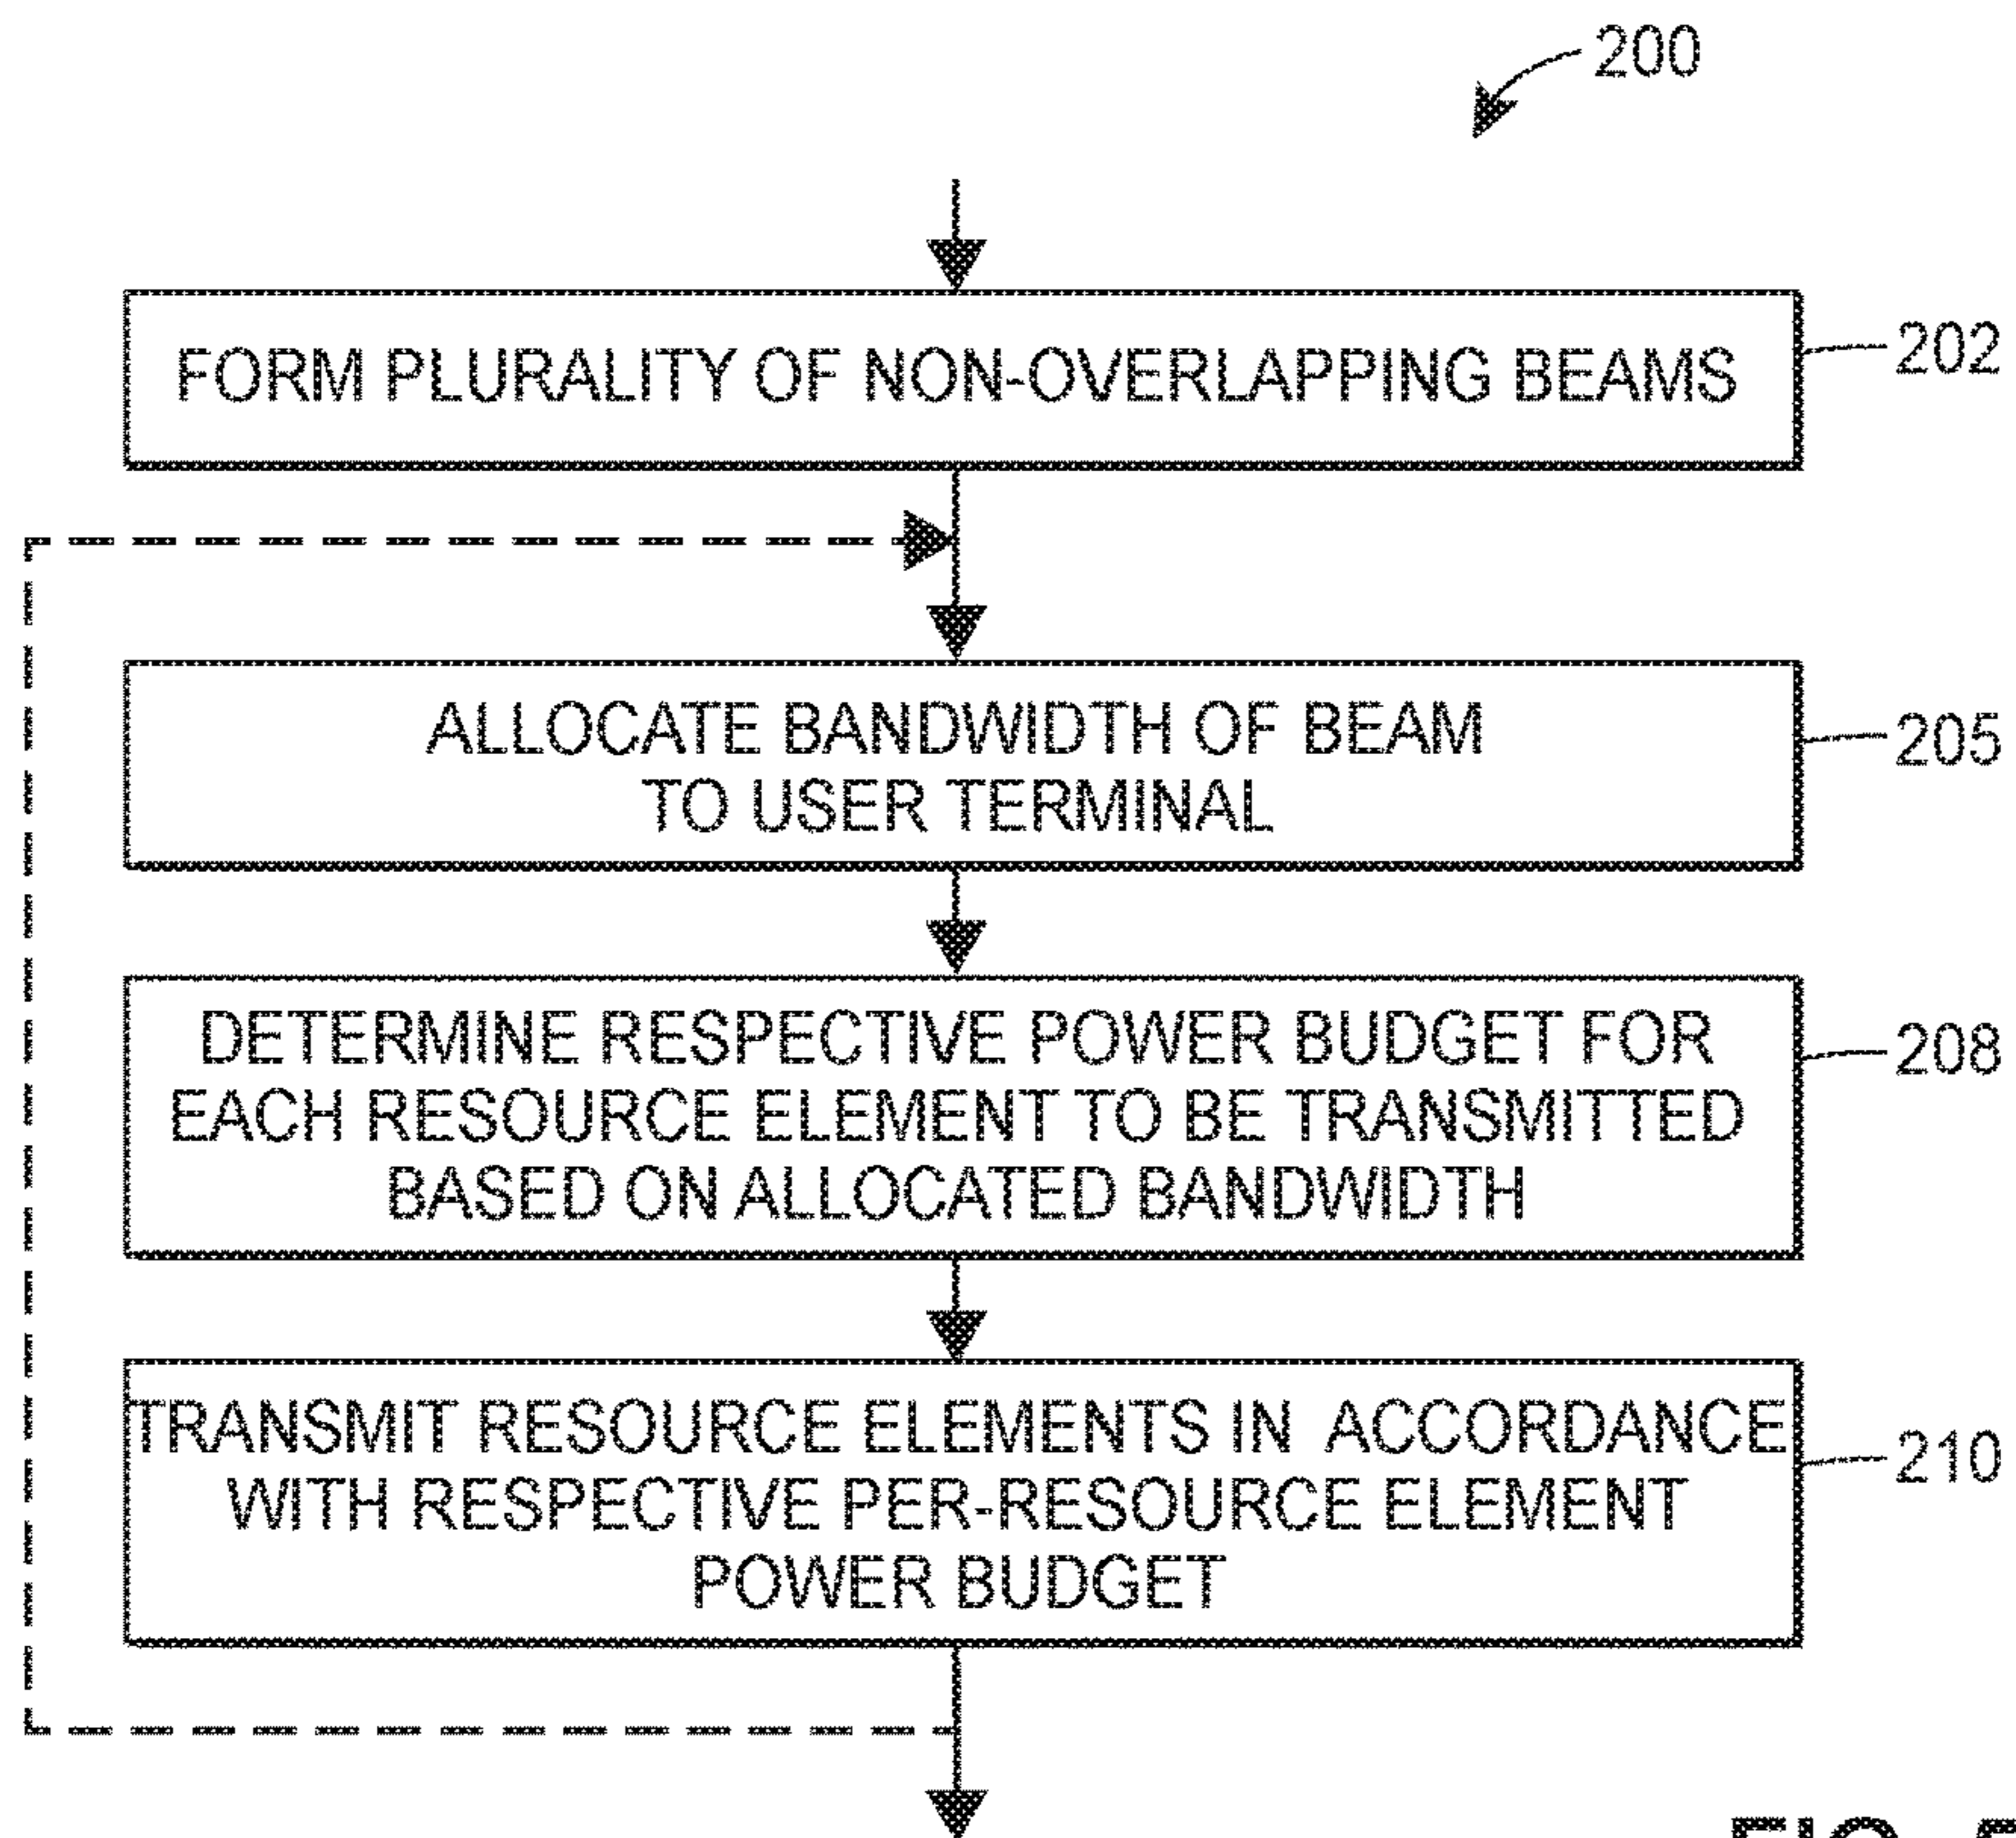 200
FORM PLURALITY OF NON-OVERLAPPING BEAMS
202
ALLOCATE BANDWIDTH OF BEAM
TO USER TERMINAL
205
DETERMINE RESPECTIVE POWER BUDGET FOR
EACH RESOURCE ELEMENT TO BE TRANSMITTED
BASED ON ALLOCATED BANDWIDTH
208
TRANSMIT RESOURCE ELEMENTS IN ACCORDANCE
WITH RESPECTIVE PER-RESOURCE ELEMENT
POWER BUDGET
210
FIG.